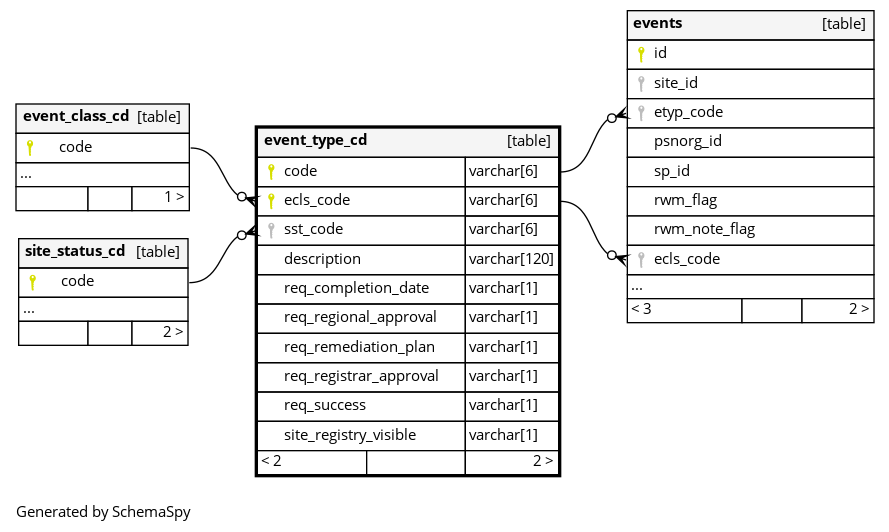 event_class_cd [table]
code
...
1 >
site_status_cd [table]
code
...
2 >
event_type_cd [table]
code varchar[6]
ecls_code varchar[6]
sst_code varchar[6]
description varchar[120]
req_completion_date varchar[1]
req_regional_approval varchar[1]
req_remediation_plan varchar[1]
req_registrar_approval varchar[1]
req_success varchar[1]
site_registry_visible varchar[1]
< 2 2 >
events [table]
id
site_id
etyp_code
psnorg_id
sp_id
rwm_flag
rwm_note_flag
ecls_code
...
< 3 2 >
Generated by SchemaSpy